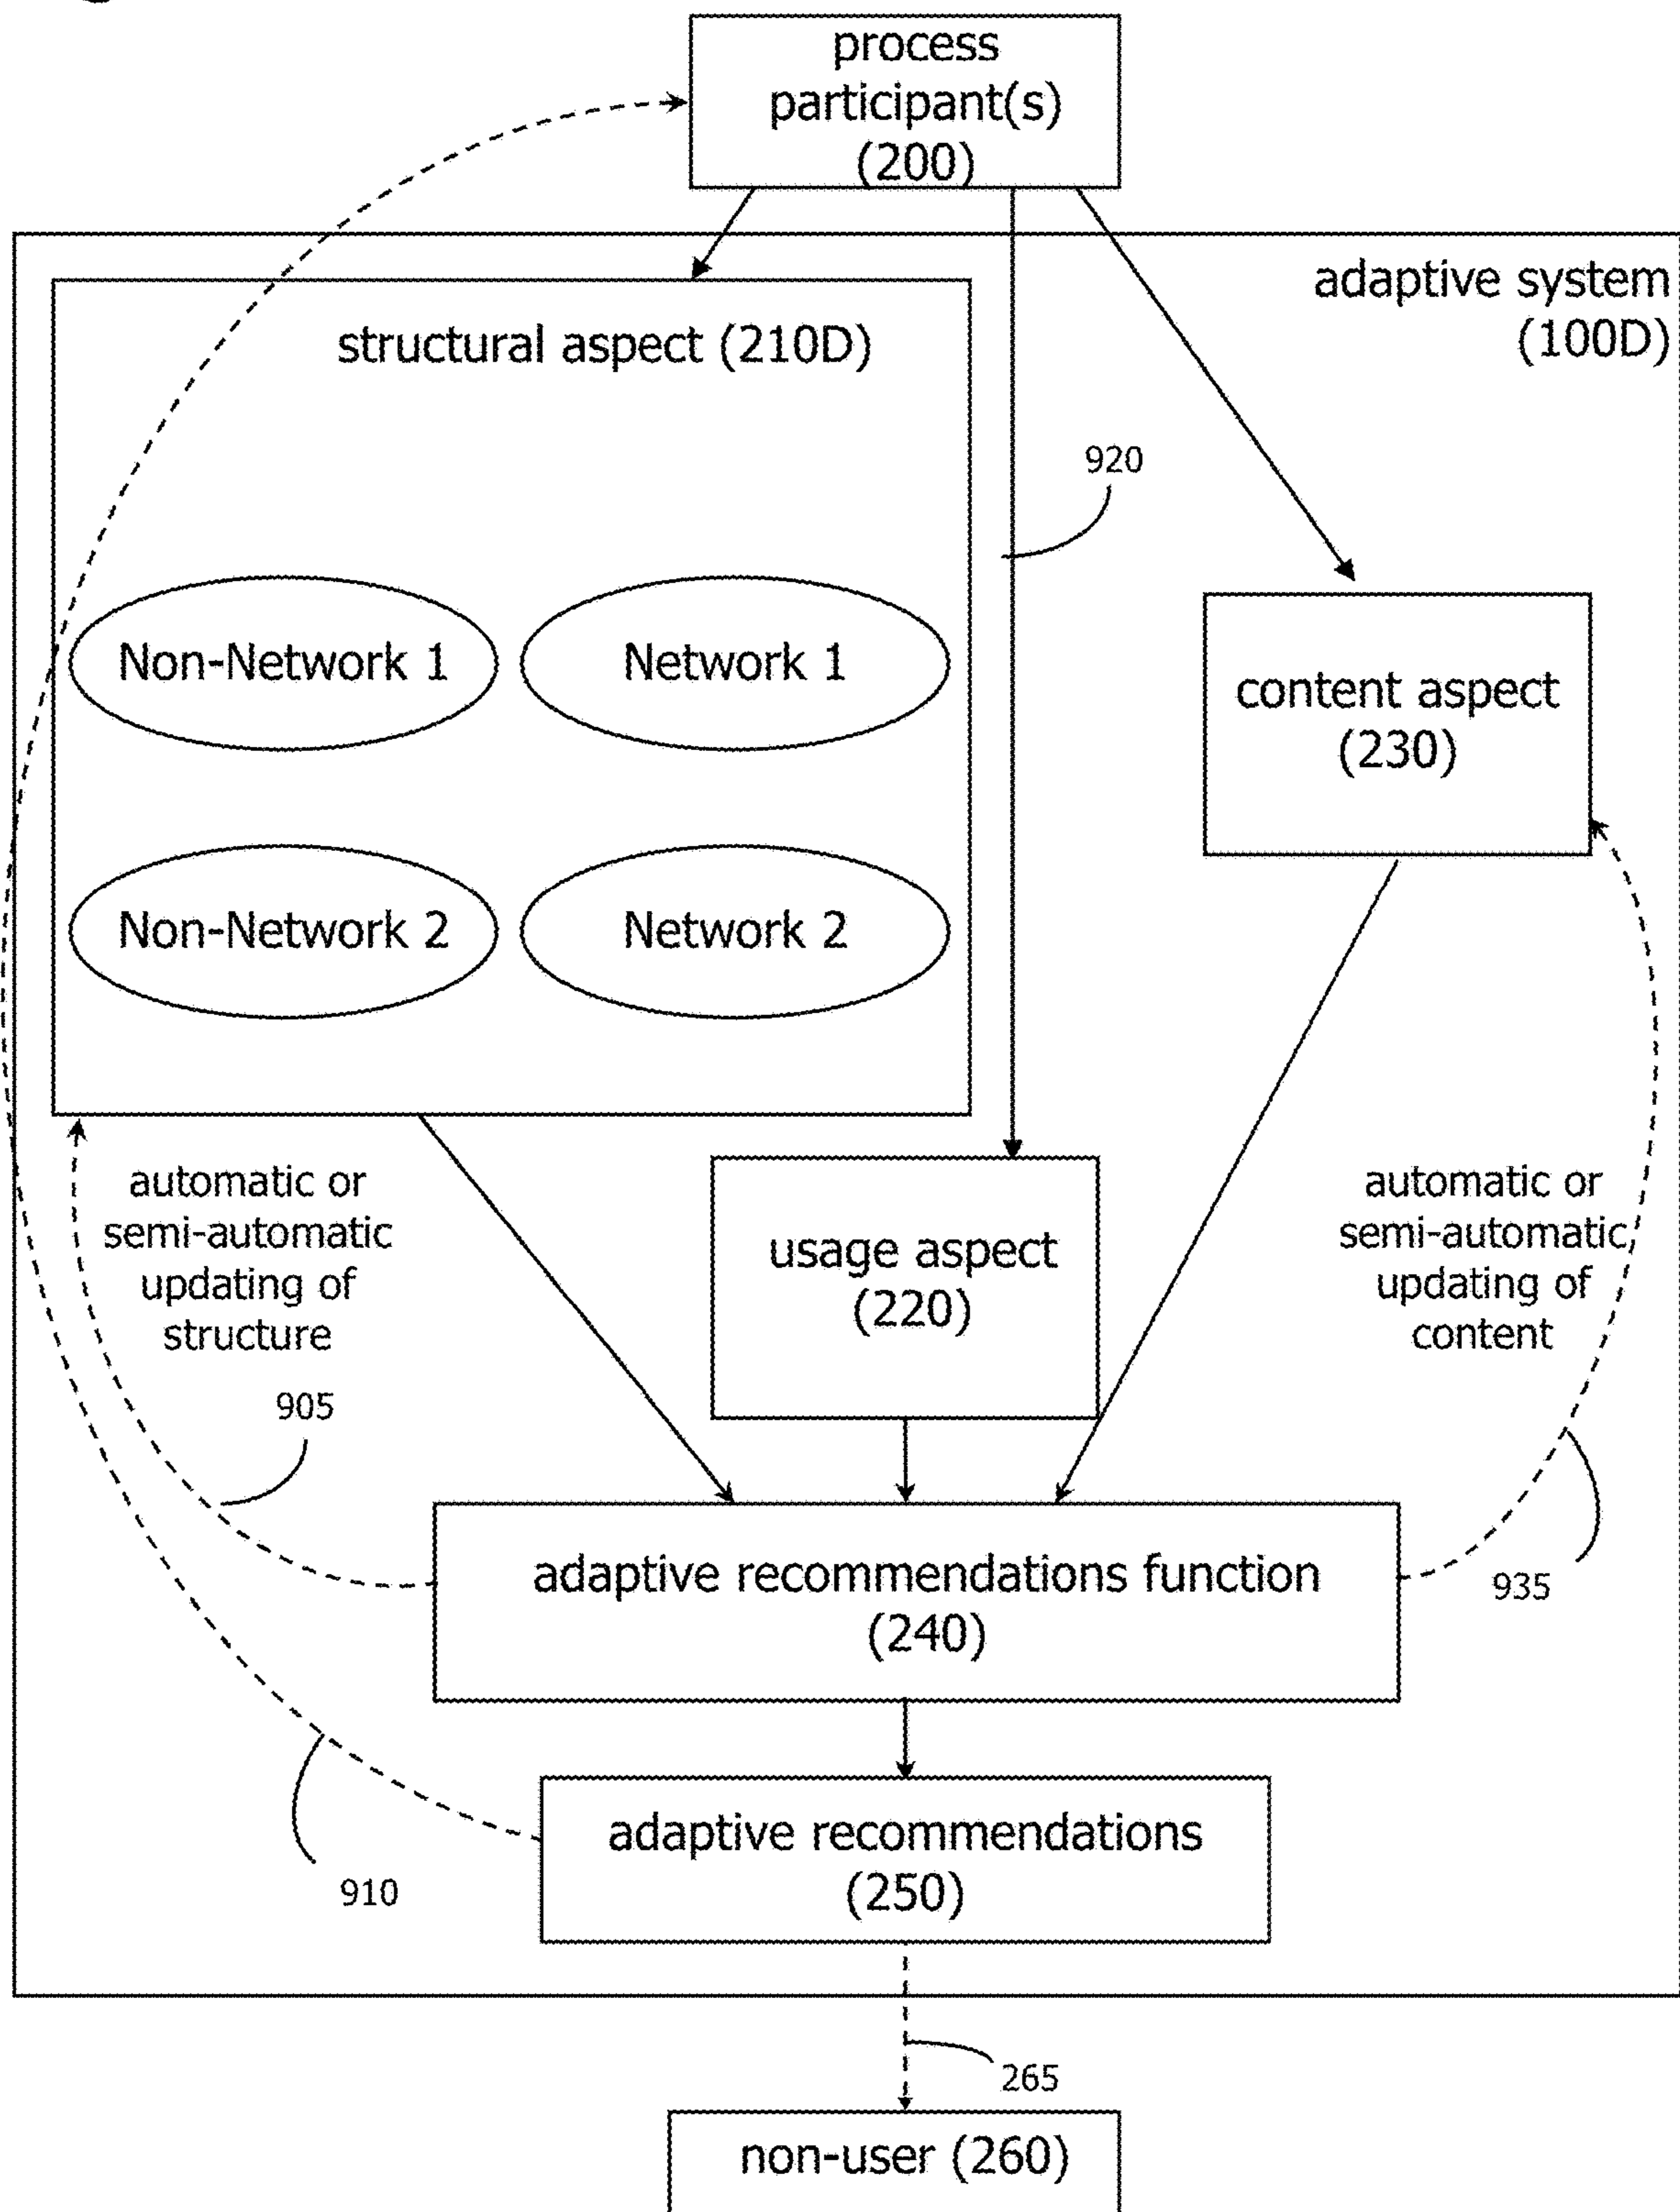 process
participant(s)
(200)
adaptive system
(100D)
structural aspect (210D)
920
Non-Network 1
Network 1
content aspect
(230)
Non-Network 2
Network 2
automatic or
semi-automatic
updating of
structure
usage aspect
(220)
automatic or
semi-automatic
updating of
content
905
adaptive recommendations function
(240)
935
adaptive recommendations
(250)
910
265
non-user (260)